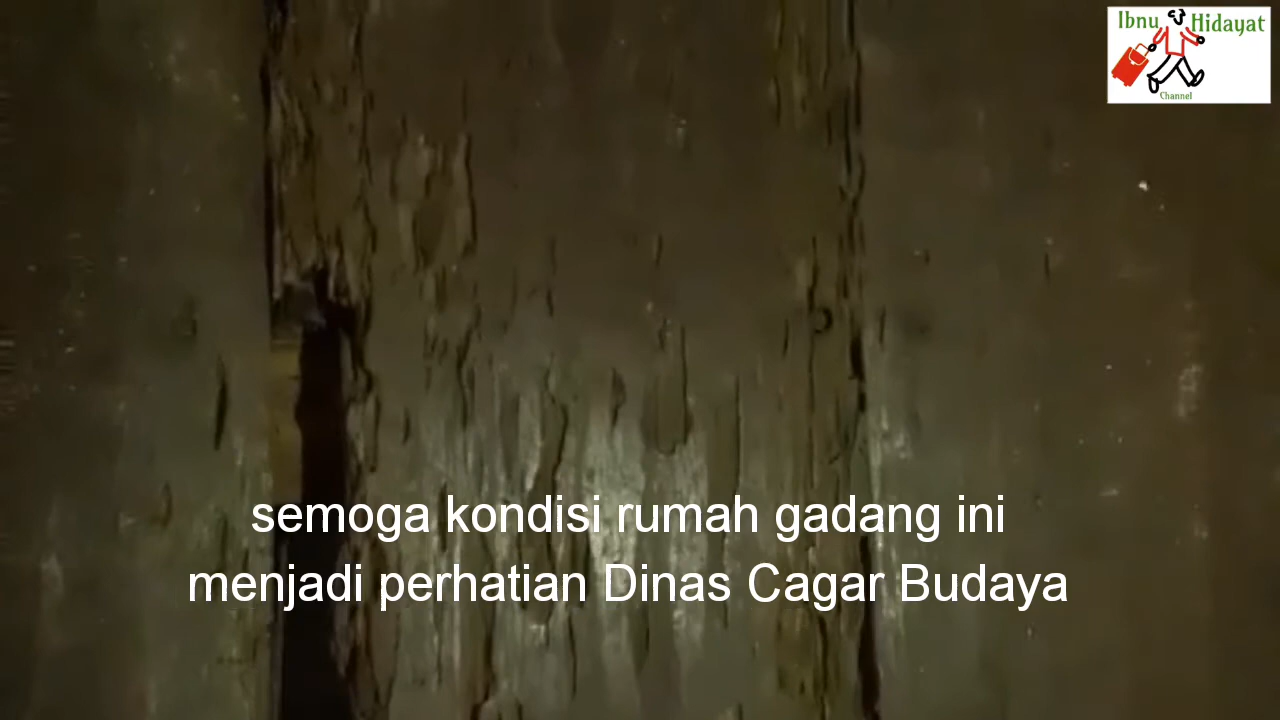 Ibnu Hidayat
Channel
semoga kondisi rumah gadang ini
menjadi perhatian Dinas Cagar Budaya